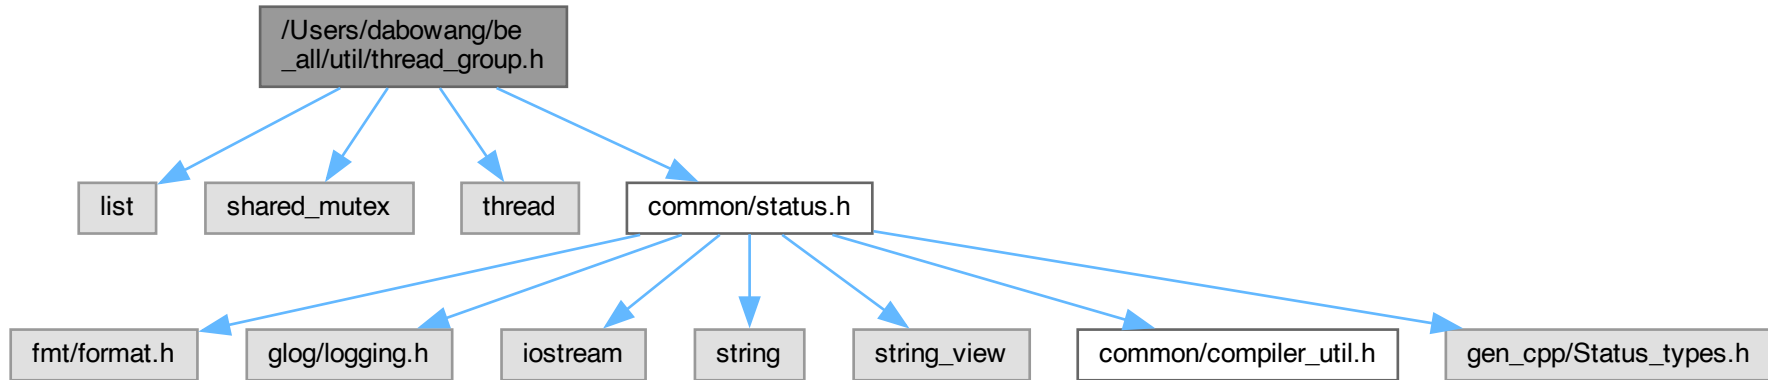 /Users/dabowang/be
_all/util/thread_group.h
list
shared_mutex
thread
common/status.h
fmt/format.h
glog/logging.h
iostream
string
string_view
common/compiler_util.h
gen_cpp/Status_types.h